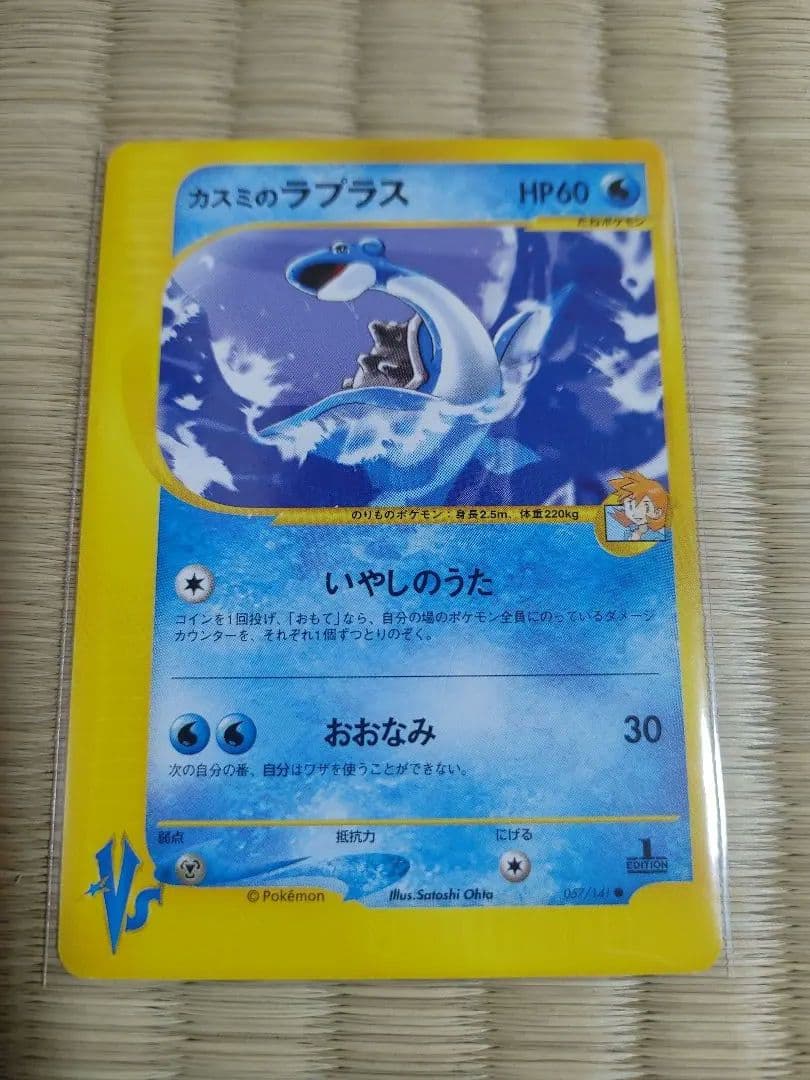 カスミのラプラス HP60
たねポケモン
のりものポケモン：身長2.5m、体重220kg
いやしのうた
コインを1回投げ、「おもて」なら、自分の場のポケモン全員にのっているダメージ
カウンターを、それぞれ1個ずつとりのぞく。
おおなみ 30
次の自分の番、自分はワザを使うことができない。
弱点 抵抗力 にげる
1
EDITION
VS
©Pokémon Illus.Satoshi Ohta 057/141